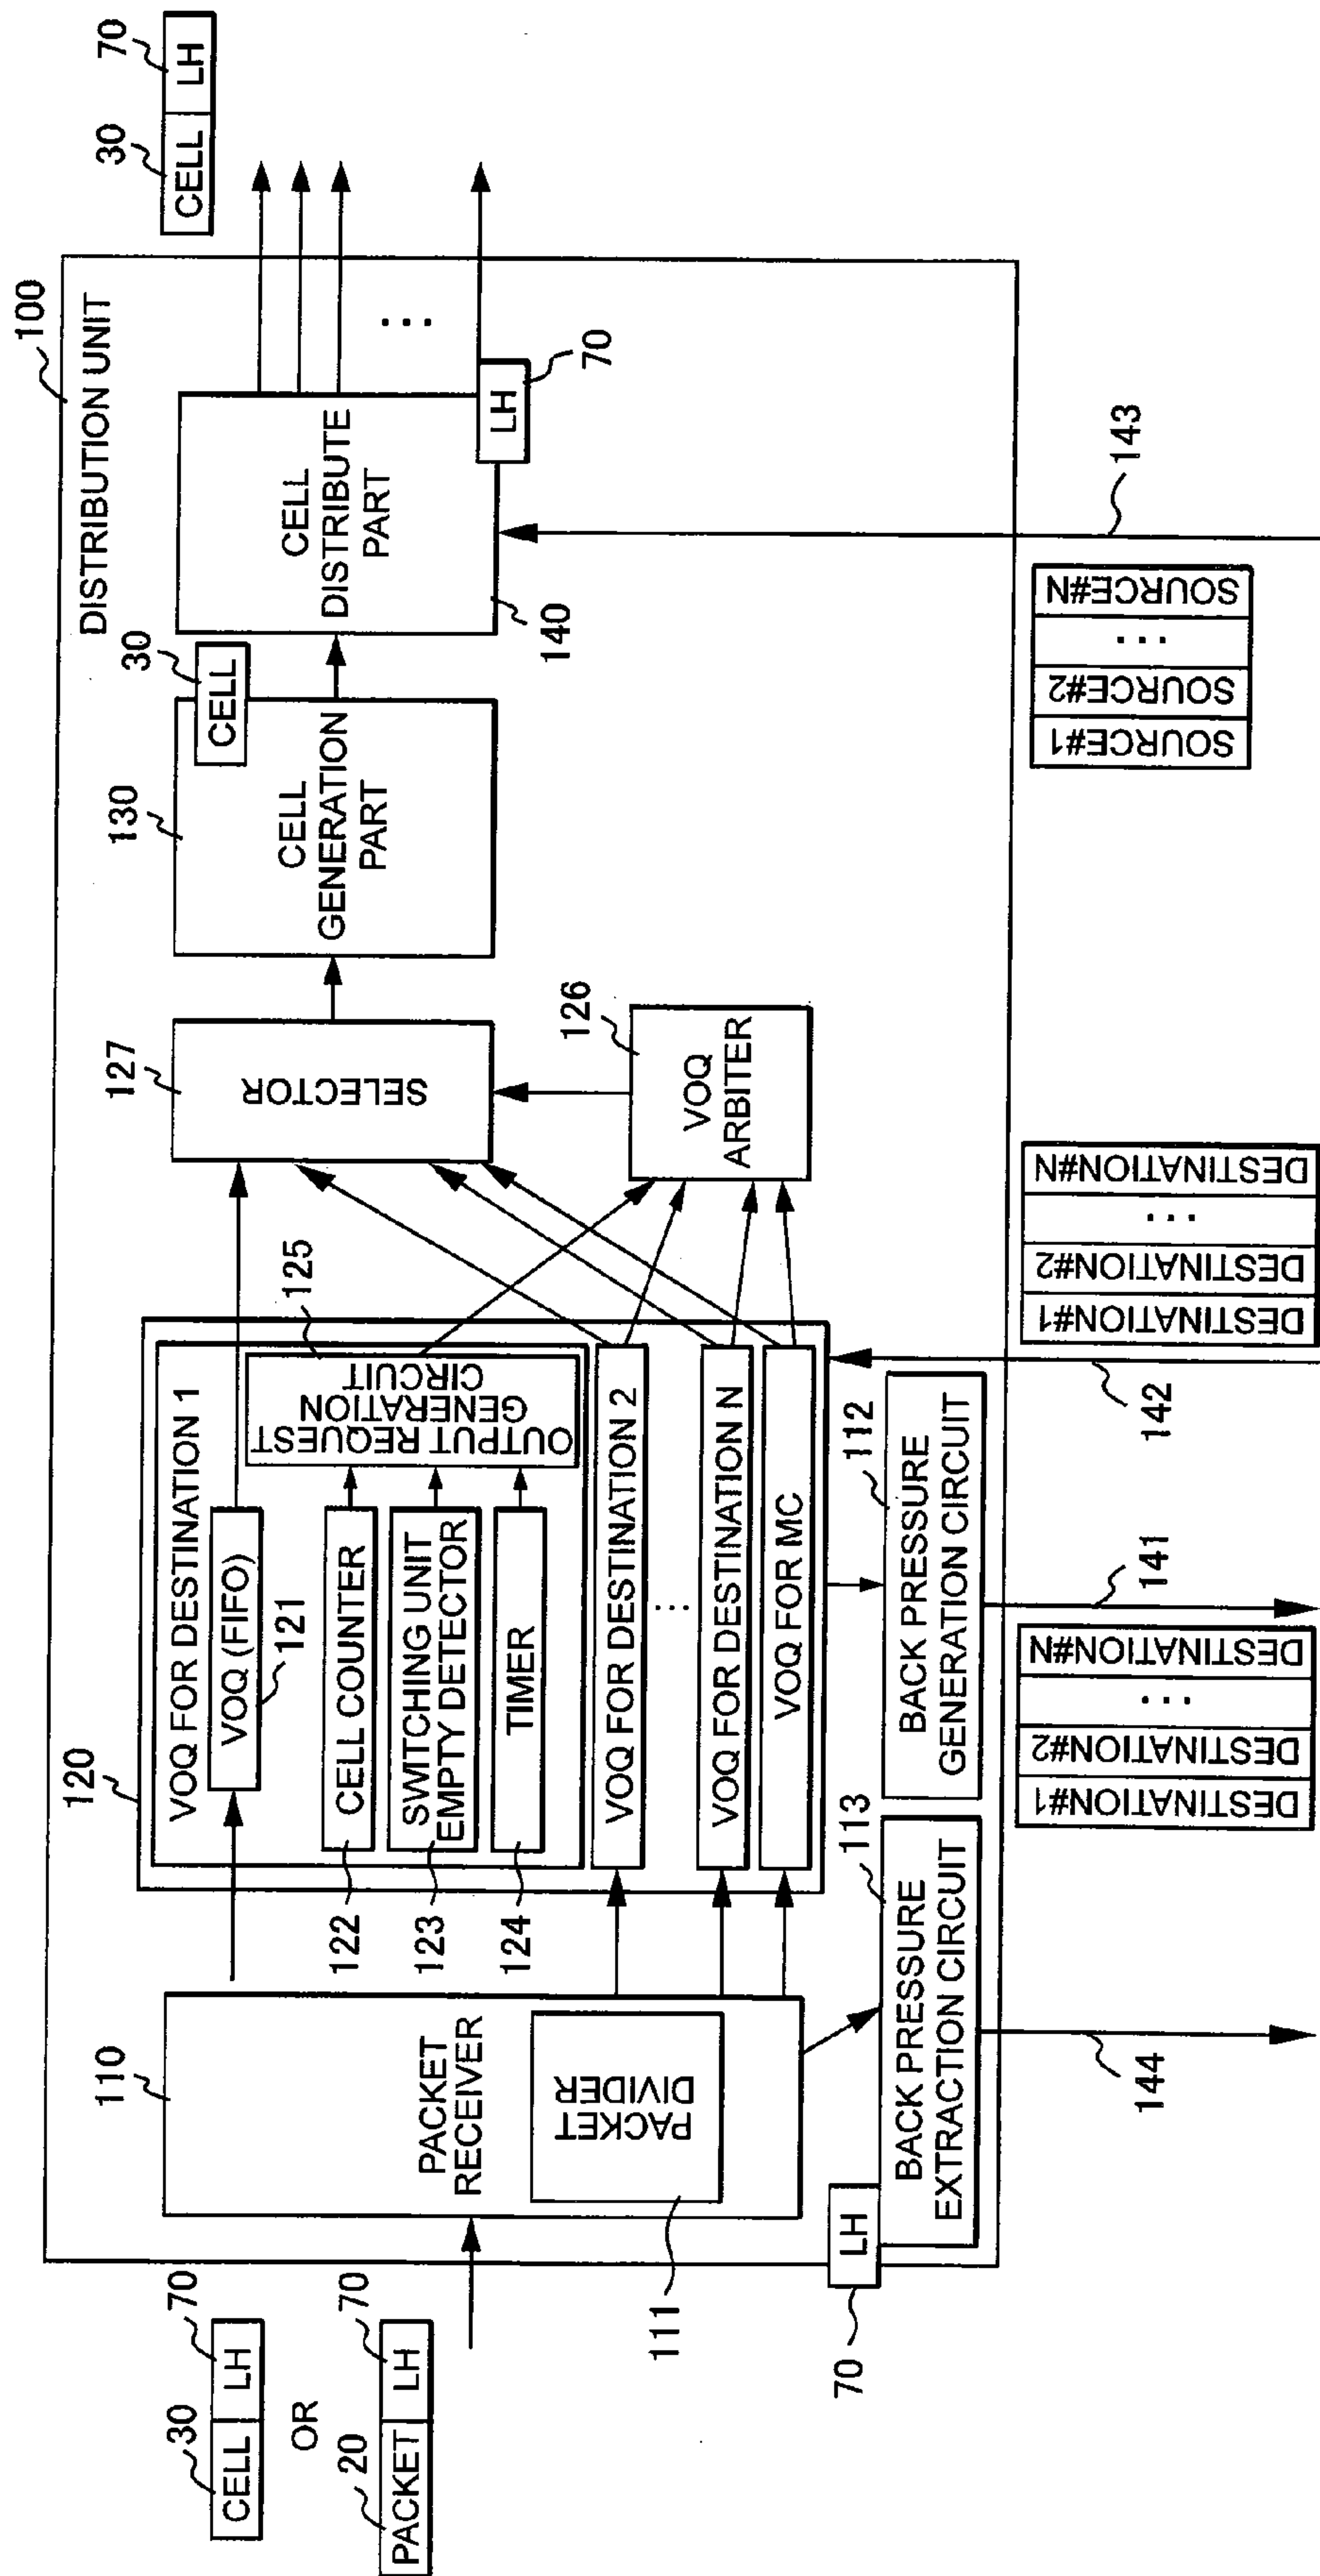 100
DISTRIBUTION UNIT
30
70
CELL LH
OR
20
70
PACKET LH
110
PACKET
RECEIVER
PACKET
DIVIDER
111
120
VOQ FOR DESTINATION 1
VOQ (FIFO)
121
CELL COUNTER
122
SWITCHING UNIT
EMPTY DETECTOR
123
TIMER
124
OUTPUT REQUEST
GENERATION
CIRCUIT
125
VOQ FOR DESTINATION 2
...
VOQ FOR DESTINATION N
VOQ FOR MC
127
SELECTOR
126
VOQ
ARBITER
130
CELL
GENERATION
PART
30
CELL
CELL
DISTRIBUTE
PART
140
LH
70
...
30
70
CELL LH
LH
70
113
BACK PRESSURE
EXTRACTION CIRCUIT
112
BACK PRESSURE
GENERATION CIRCUIT
144
141
DESTINATION#1
DESTINATION#2
...
DESTINATION#N
142
DESTINATION#1
DESTINATION#2
...
DESTINATION#N
143
SOURCE#1
SOURCE#2
...
SOURCE#N